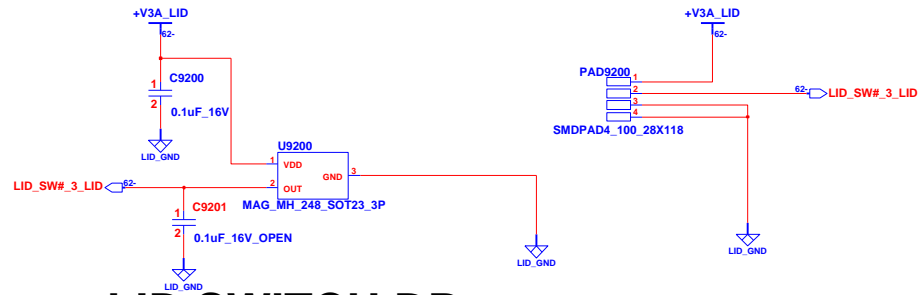 +V3A_LID
62-
1
C9200
2
0.1uF_16V
LID_GND
U9200
1
VDD
GND
3
LID_SW#_3_LID
62-
2
OUT
MAG_MH_248_SOT23_3P
1
C9201
2
0.1uF_16V_OPEN
LID_GND
LID_GND
+V3A_LID
62-
PAD9200
1
2
62-
LID_SW#_3_LID
3
4
SMDPAD4_100_28X118
LID_GND